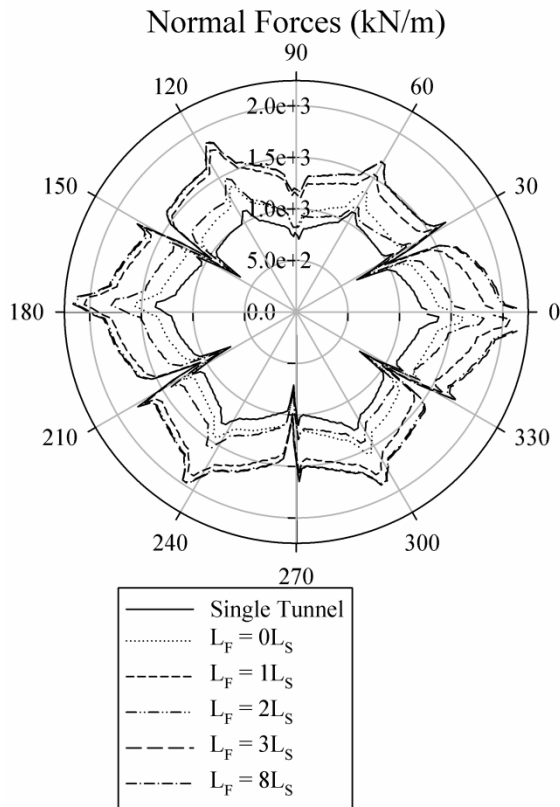 Normal Forces (kN/m)
90
120
60
2.0e+3
1.5e+3
150
30
1.0e+3
5.0e+2
180
0.0
0
210
330
240
300
270
Single Tunnel
L_F = 0L_S
L_F = 1L_S
L_F = 2L_S
L_F = 3L_S
L_F = 8L_S